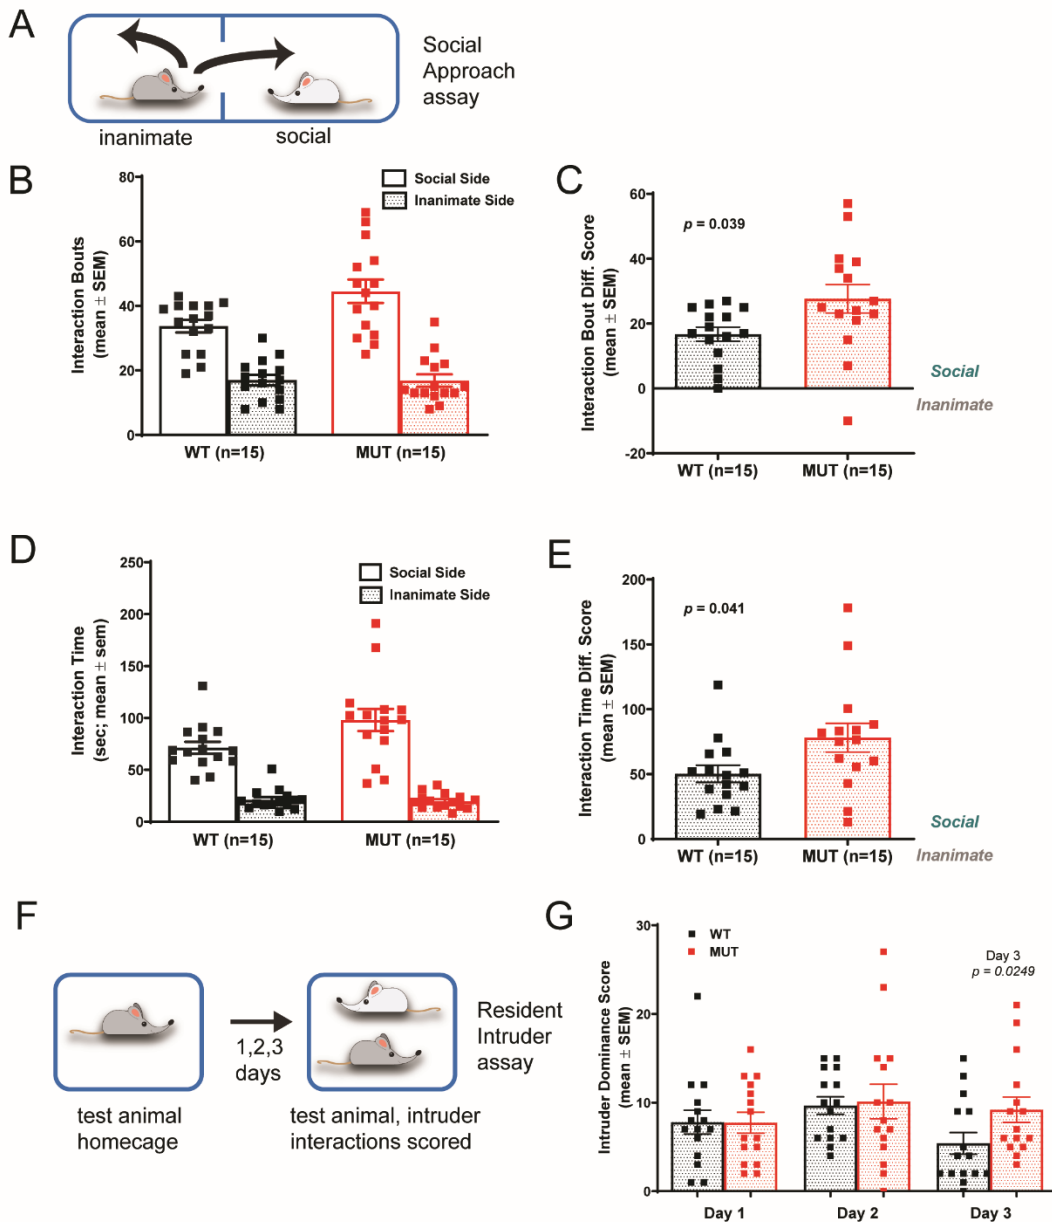 A
Social
Approach
assay
inanimate
social
B
Social Side
Inanimate Side
Interaction Bouts
(mean ± SEM)
80
60
40
20
0
WT (n=15)
MUT (n=15)
C
Interaction Bout Diff. Score
(mean ± SEM)
60
40
20
0
-20
p = 0.039
Social
Inanimate
WT (n=15)
MUT (n=15)
D
Social Side
Inanimate Side
Interaction Time
(sec; mean ± sem)
250
200
150
100
50
0
WT (n=15)
MUT (n=15)
E
Interaction Time Diff. Score
(mean ± SEM)
200
150
100
50
0
p = 0.041
Social
Inanimate
WT (n=15)
MUT (n=15)
F
1,2,3
days
Resident
Intruder
assay
test animal
homecage
test animal, intruder
interactions scored
G
WT
MUT
Intruder Dominance Score
(mean ± SEM)
30
20
10
0
Day 3
p = 0.0249
Day 1
Day 2
Day 3